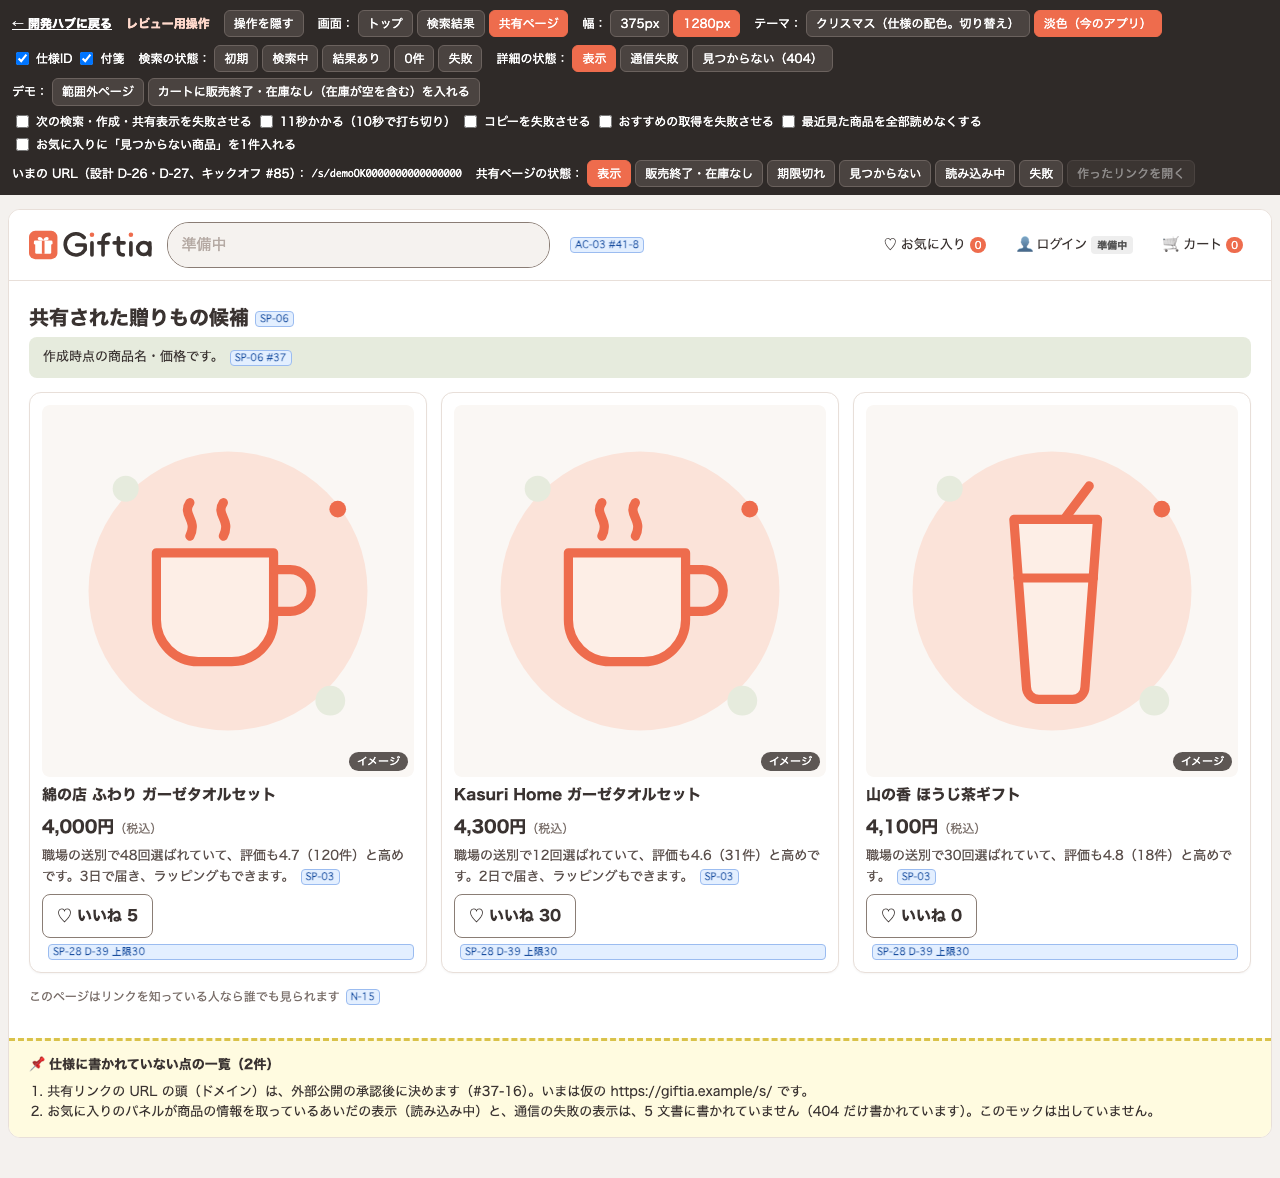 ← 開発ハブに戻る レビュー用操作 操作を隠す 画面： トップ 検索結果 共有ページ 幅： 375px 1280px テーマ： クリスマス（仕様の配色。切り替え） 淡色（今のアプリ）
仕様ID 付箋 検索の状態： 初期 検索中 結果あり 0件 失敗 詳細の状態： 表示 通信失敗 見つからない（404）
デモ： 範囲外ページ カートに販売終了・在庫なし（在庫が空を含む）を入れる
次の検索・作成・共有表示を失敗させる 11秒かかる（10秒で打ち切り） コピーを失敗させる おすすめの取得を失敗させる 最近見た商品を全部読めなくする
お気に入りに「見つからない商品」を1件入れる
いまの URL（設計 D-26・D-27、キックオフ #85）： /s/demoOK0000000000000000 共有ページの状態： 表示 販売終了・在庫なし 期限切れ 見つからない 読み込み中 失敗 作ったリンクを開く
Giftia 準備中 AC-03 #41-8 ♡ お気に入り 0 ログイン 準備中 カート 0
共有された贈りもの候補 SP-06
作成時点の商品名・価格です。 SP-06 #37
イメージ イメージ イメージ
綿の店 ふわり ガーゼタオルセット
4,000円（税込）
職場の送別で48回選ばれていて、評価も4.7（120件）と高め
です。3日で届き、ラッピングもできます。 SP-03
♡ いいね 5
SP-28 D-39 上限30
Kasuri Home ガーゼタオルセット
4,300円（税込）
職場の送別で12回選ばれていて、評価も4.6（31件）と高めで
す。2日で届き、ラッピングもできます。 SP-03
♡ いいね 30
SP-28 D-39 上限30
山の香 ほうじ茶ギフト
4,100円（税込）
職場の送別で30回選ばれていて、評価も4.8（18件）と高めで
す。 SP-03
♡ いいね 0
SP-28 D-39 上限30
このページはリンクを知っている人なら誰でも見られます N-15
仕様に書かれていない点の一覧（2件）
1. 共有リンクの URL の頭（ドメイン）は、外部公開の承認後に決めます（#37-16）。いまは仮の https://giftia.example/s/ です。
2. お気に入りのパネルが商品の情報を取っているあいだの表示（読み込み中）と、通信の失敗の表示は、5 文書に書かれていません（404 だけ書かれています）。このモックは出していません。